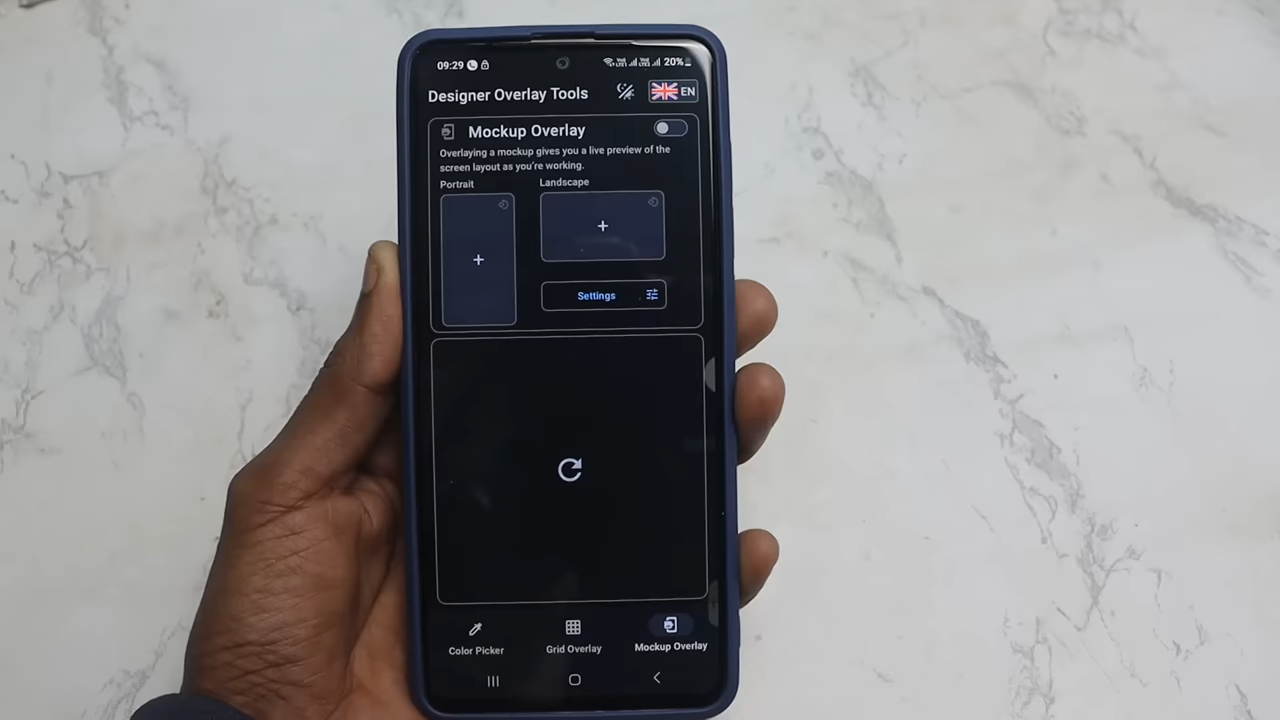 09:29 20%
Designer Overlay Tools EN
Mockup Overlay
Overlaying a mockup gives you a live preview of the
screen layout as you're working.
Portrait Landscape
+ +
Settings
Color Picker Grid Overlay Mockup Overlay